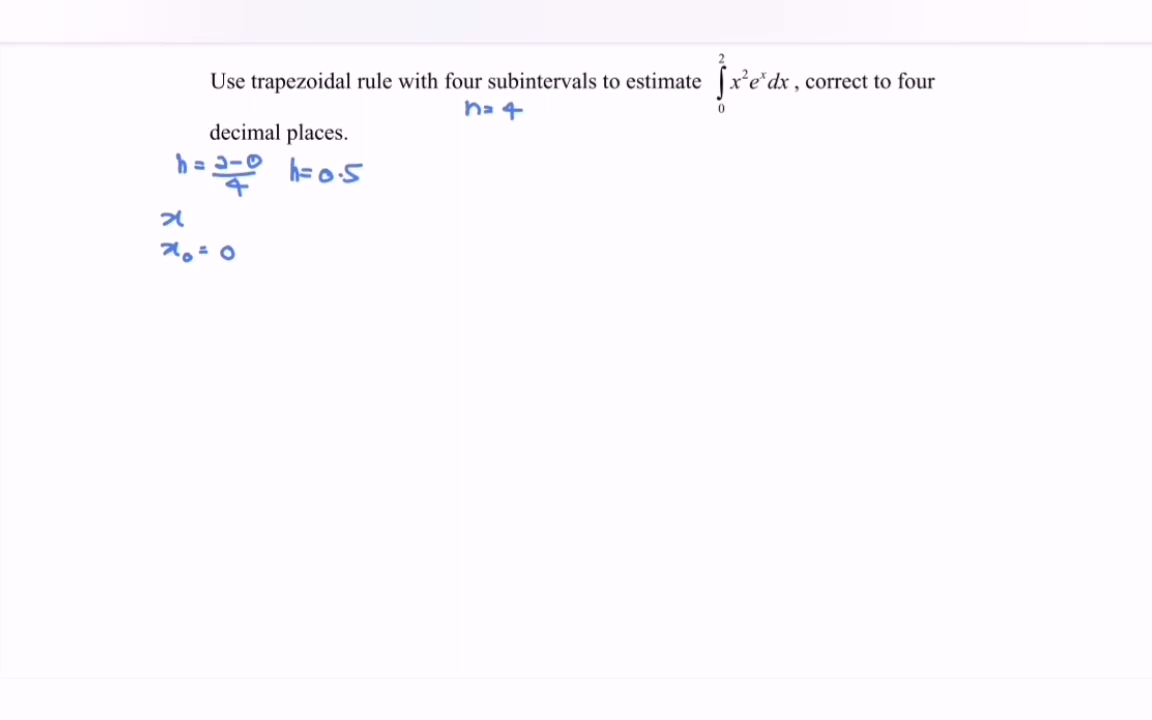 Use trapezoidal rule with four subintervals to estimate ∫₀² x²eˣ dx , correct to four
n = 4
decimal places.
h = 2-0/4 h = 0.5
x
x₀ = 0